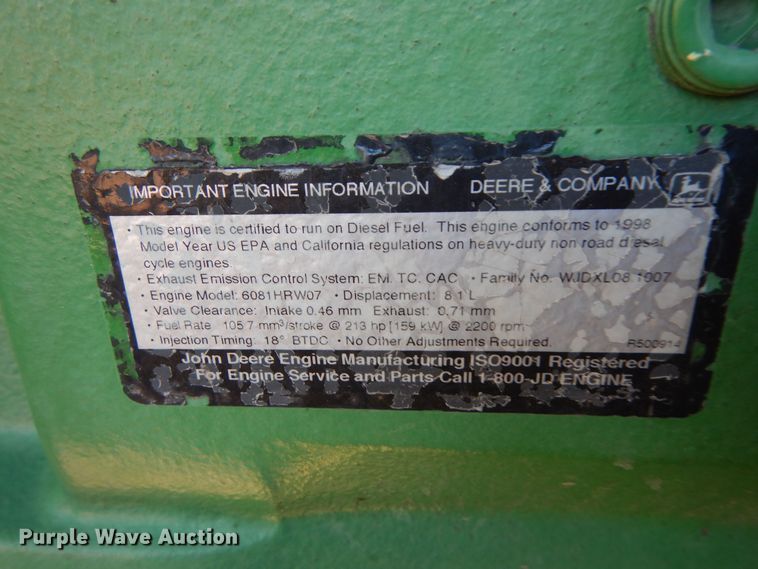 IMPORTANT ENGINE INFORMATION DEERE & COMPANY
• This engine is certified to run on Diesel Fuel. This engine conforms to 1998
Model Year US EPA and California regulations on heavy-duty non road diesel
cycle engines.
• Exhaust Emission Control System: EM, TC, CAC • Family No. WJDXL08.1907
• Engine Model: 6081HRW07 • Displacement: 8.1 L
• Valve Clearance: Intake 0.46 mm Exhaust: 0.71 mm
• Fuel Rate 105.7 mm³/stroke @ 213 hp [159 kW] @ 2200 rpm
• Injection Timing: 18° BTDC • No Other Adjustments Required. R500914
John Deere Engine Manufacturing ISO9001 Registered
For Engine Service and Parts Call 1-800-JD ENGINE
Purple Wave Auction